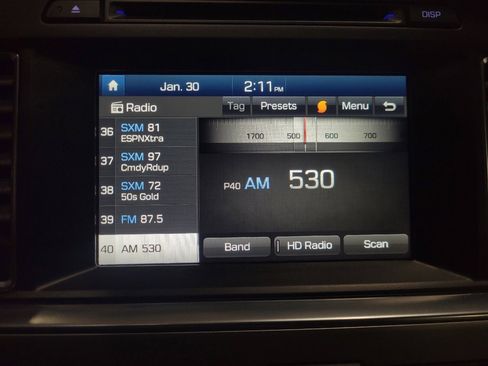 DISP
Jan. 30 2:11 PM
Radio Tag Presets Menu
36 SXM 81
ESPNXtra
37 SXM 97
CmdyRdup
38 SXM 72
50s Gold
39 FM 87.5
40 AM 530
1700 500 600 700
P40 AM 530
Band HD Radio Scan